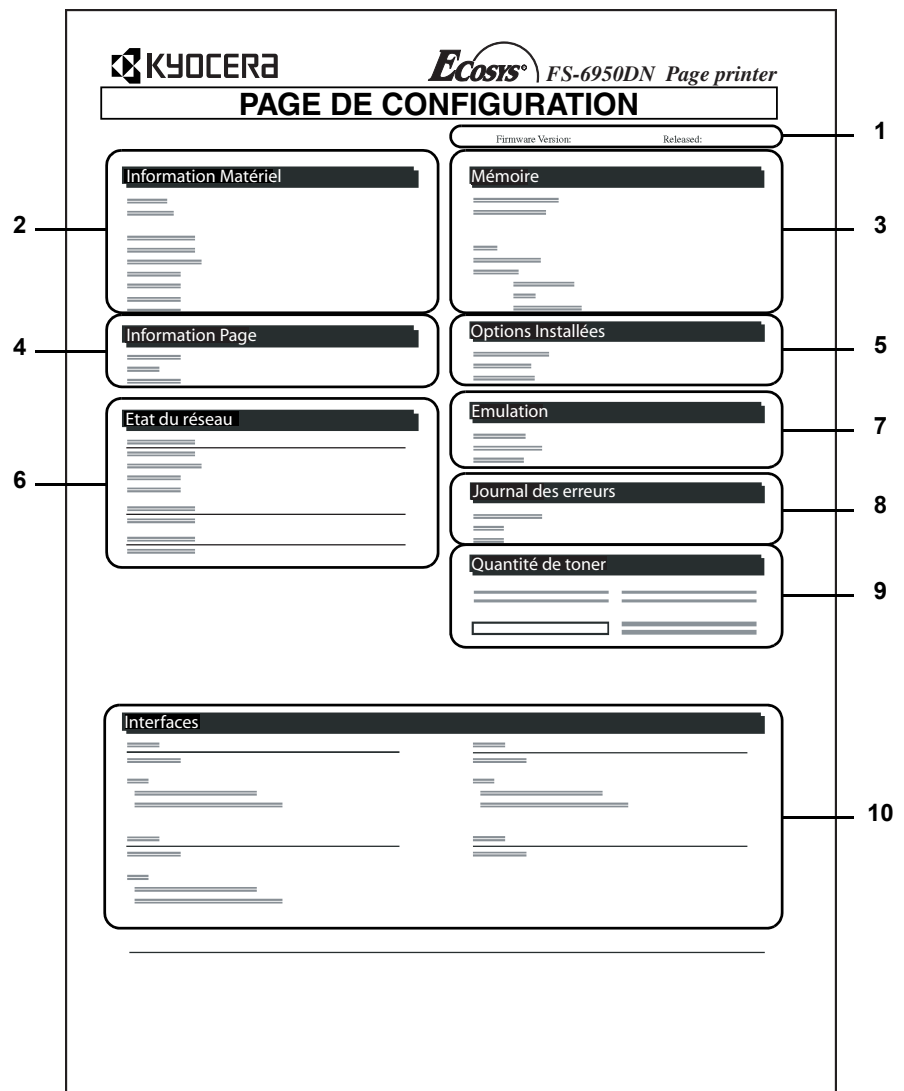 KYOCERA
ECOSYS FS-6950DN Page printer
PAGE DE CONFIGURATION
Firmware Version: Released:
1
Information Matériel
2
Mémoire
3
Information Page
4
Options Installées
5
Etat du réseau
6
Emulation
7
Journal des erreurs
8
Quantité de toner
9
Interfaces
10